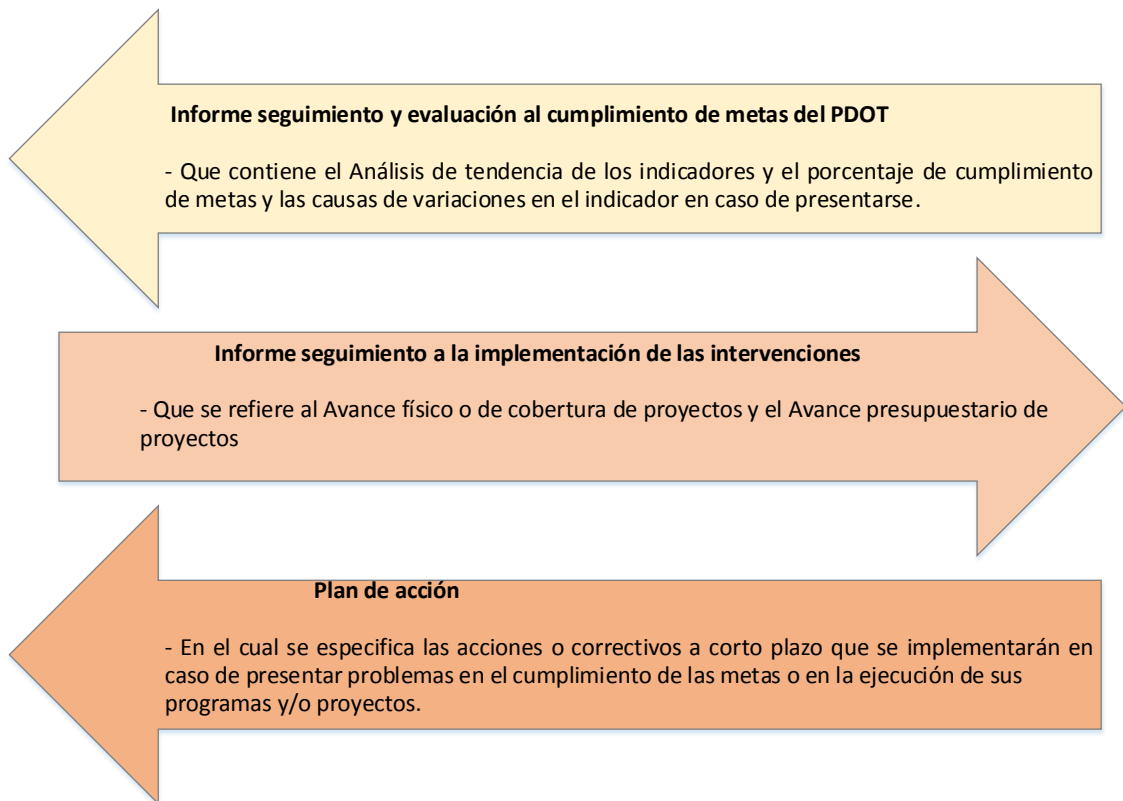 Informe seguimiento y evaluación al cumplimiento de metas del PDOT
- Que contiene el Análisis de tendencia de los indicadores y el porcentaje de cumplimiento
de metas y las causas de variaciones en el indicador en caso de presentarse.
Informe seguimiento a la implementación de las intervenciones
- Que se refiere al Avance físico o de cobertura de proyectos y el Avance presupuestario de
proyectos
Plan de acción
- En el cual se especifica las acciones o correctivos a corto plazo que se implementarán en
caso de presentar problemas en el cumplimiento de las metas o en la ejecución de sus
programas y/o proyectos.